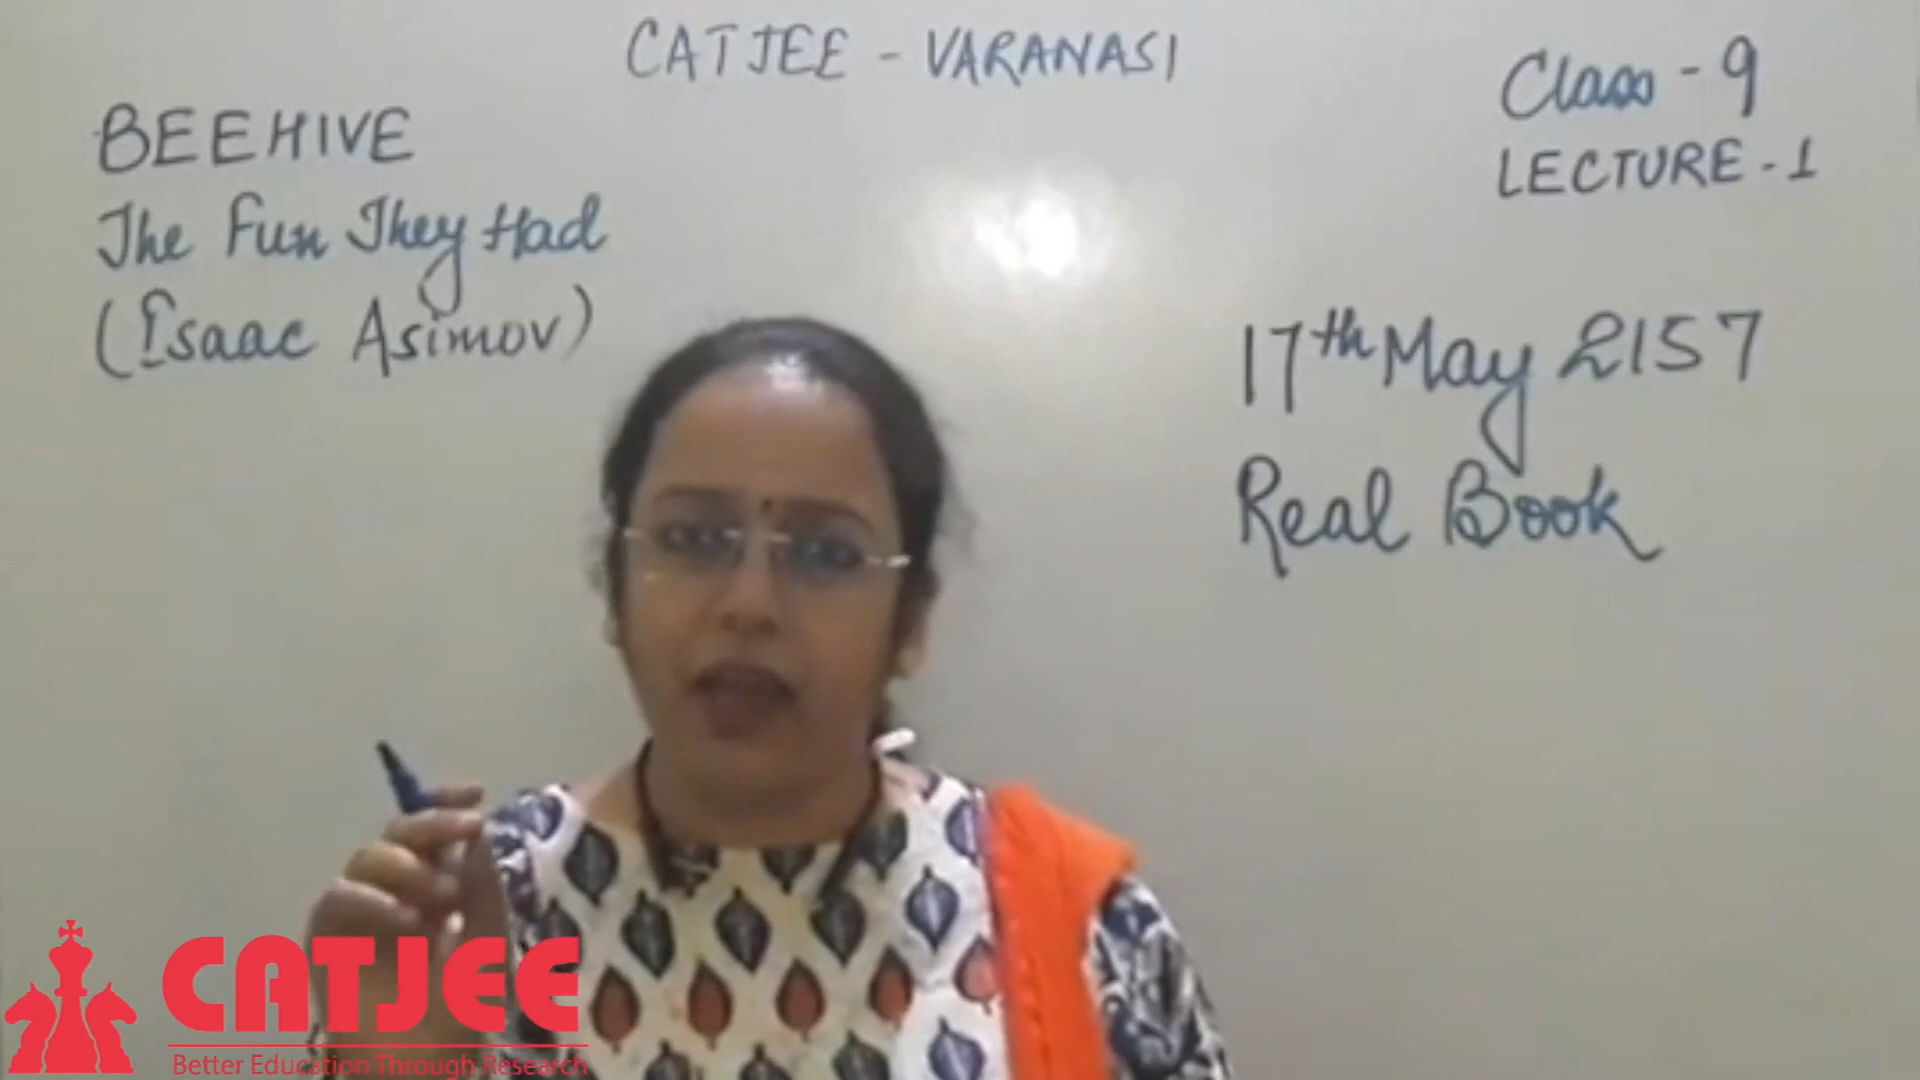 CATJEE - VARANASI
BEEHIVE
The Fun They Had
(Isaac Asimov)
Class - 9
LECTURE - 1
17th May 2157
Real Book
CATJEE
Better Education Through Research